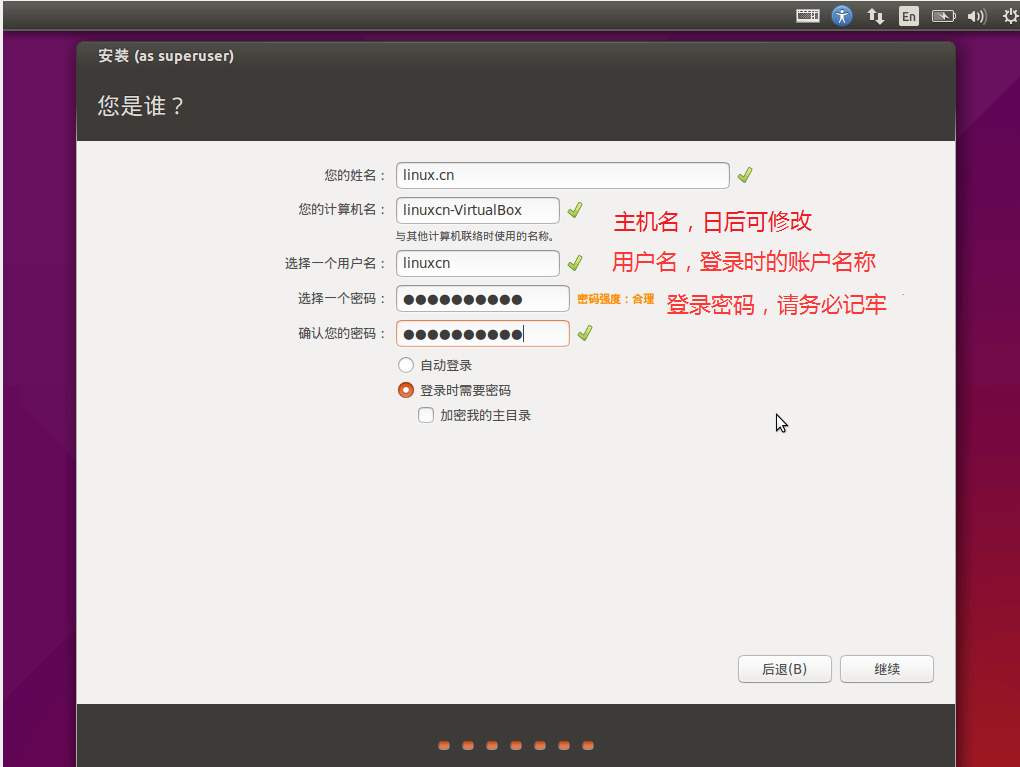 En
安装 (as superuser)
您是谁？
您的姓名： linux.cn
您的计算机名： linuxcn-VirtualBox
主机名，日后可修改
与其他计算机联络时使用的名称。
选择一个用户名： linuxcn
用户名，登录时的账户名称
选择一个密码： ●●●●●●●●●● 密码强度：合理
登录密码，请务必记牢
确认您的密码： ●●●●●●●●●●
自动登录
登录时需要密码
加密我的主目录
后退(B) 继续